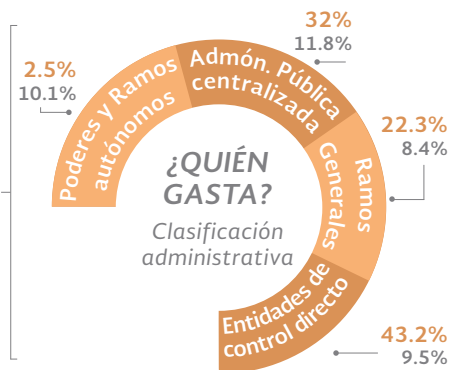 32%
11.8%
2.5%
10.1%
Poderes y Ramos
autónomos
Admón. Pública
centralizada
22.3%
8.4%
Ramos
Generales
¿QUIÉN
GASTA?
Clasificación
administrativa
Entidades de
control directo
43.2%
9.5%